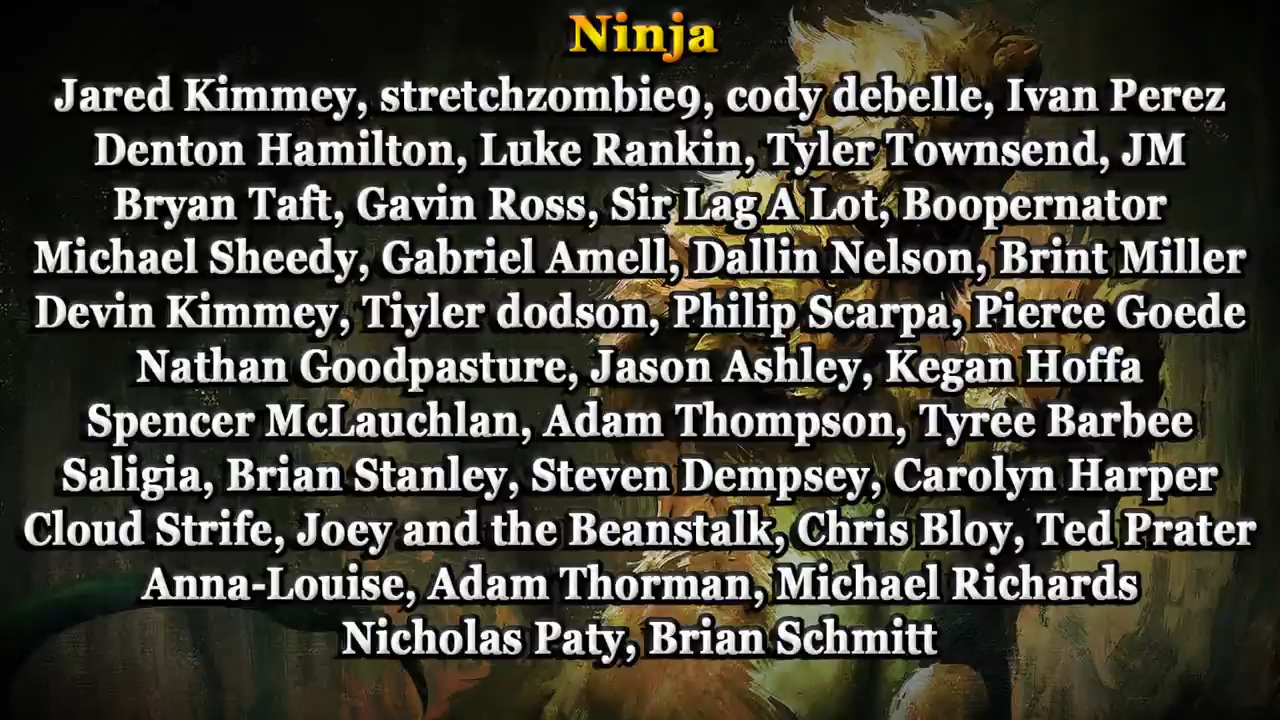 Ninja
Jared Kimmey, stretchzombie9, cody debelle, Ivan Perez
Denton Hamilton, Luke Rankin, Tyler Townsend, JM
Bryan Taft, Gavin Ross, Sir Lag A Lot, Boopernator
Michael Sheedy, Gabriel Amell, Dallin Nelson, Brint Miller
Devin Kimmey, Tiyler dodson, Philip Scarpa, Pierce Goede
Nathan Goodpasture, Jason Ashley, Kegan Hoffa
Spencer McLauchlan, Adam Thompson, Tyree Barbee
Saligia, Brian Stanley, Steven Dempsey, Carolyn Harper
Cloud Strife, Joey and the Beanstalk, Chris Bloy, Ted Prater
Anna-Louise, Adam Thorman, Michael Richards
Nicholas Paty, Brian Schmitt